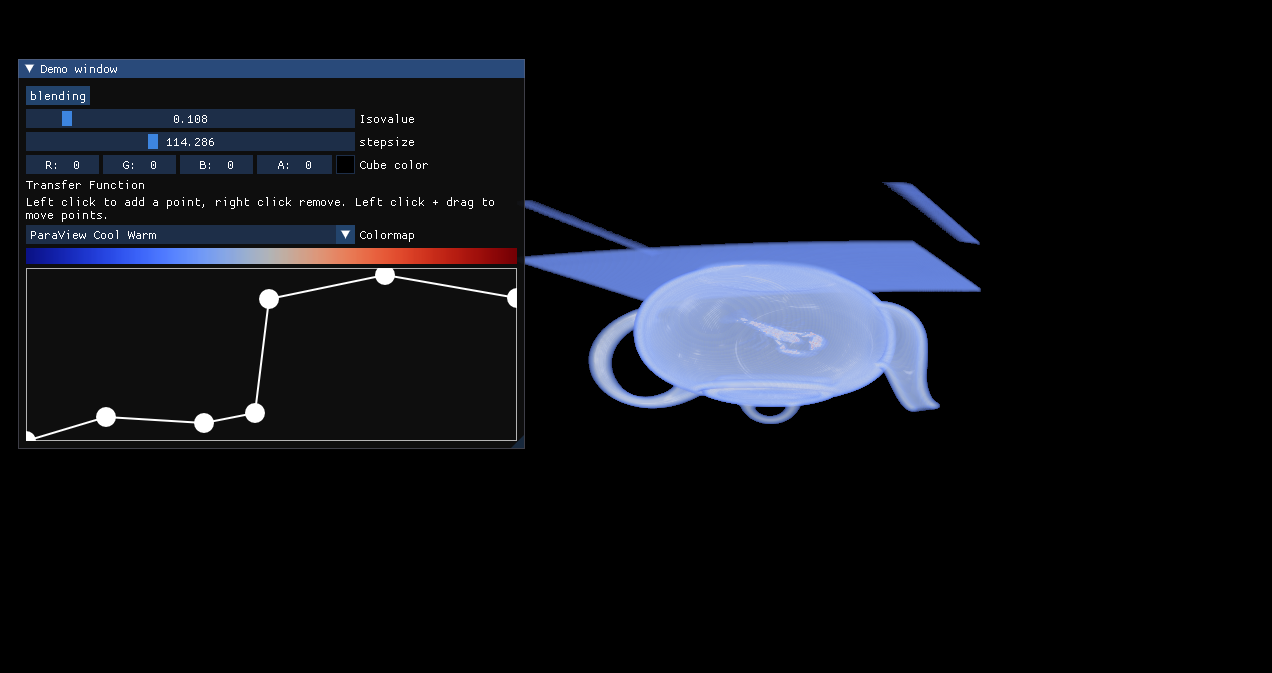 Demo window
blending
0.108 Isovalue
114.286 stepsize
R: 0 G: 0 B: 0 A: 0 Cube color
Transfer Function
Left click to add a point, right click remove. Left click + drag to
move points.
ParaView Cool Warm Colormap